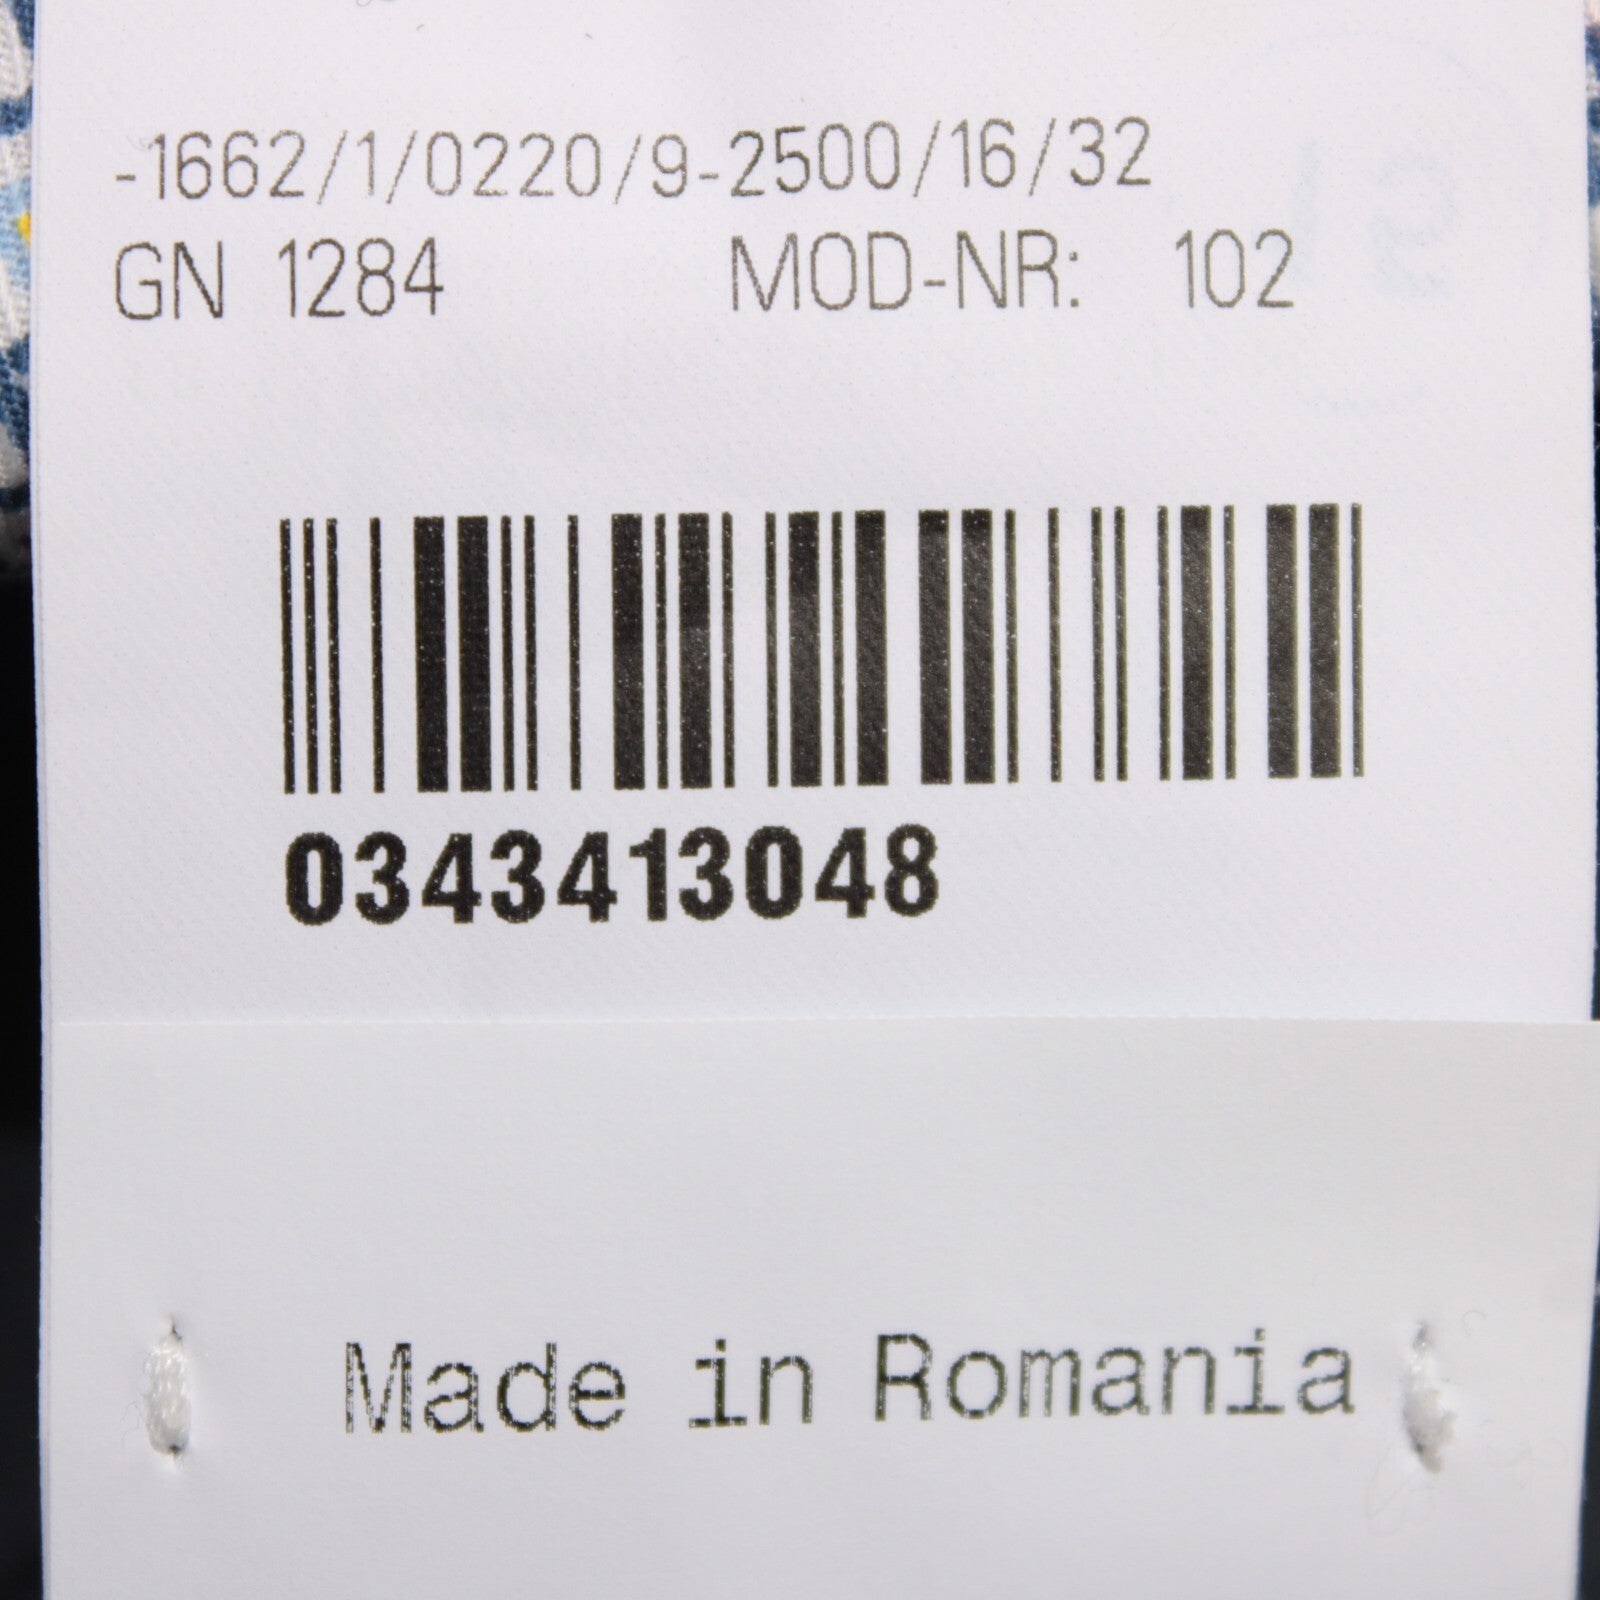 -1662/1/0220/9-2500/16/32
GN 1284 MOD-NR: 102
0343413048
Made in Romania